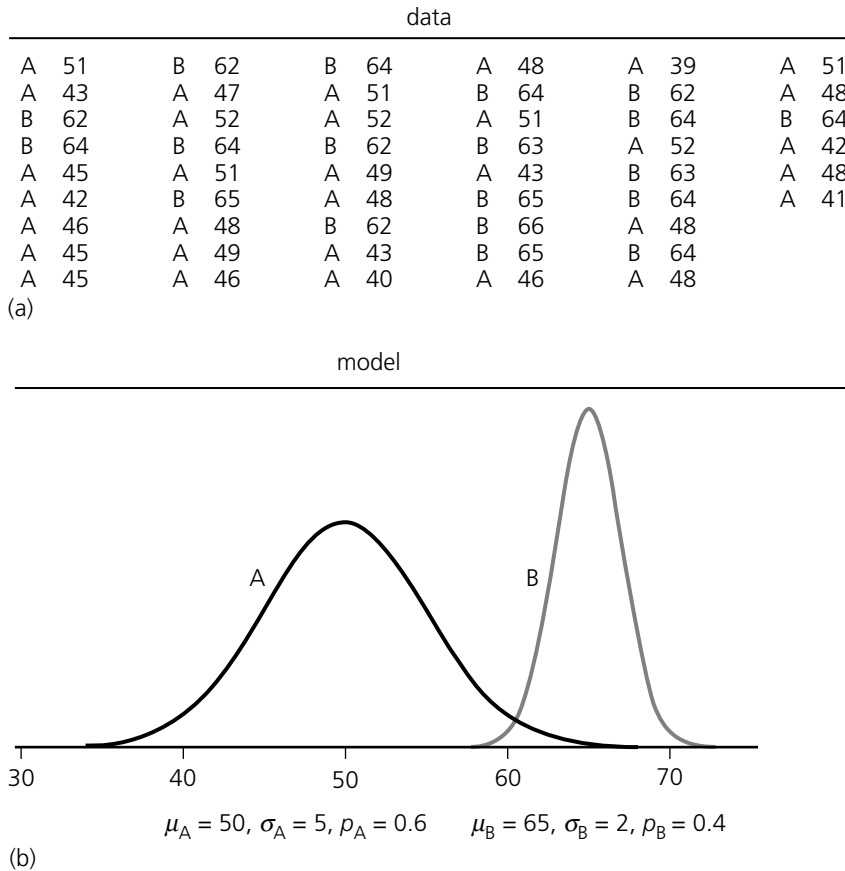 data
A 51 B 62 B 64 A 48 A 39 A 51
A 43 A 47 A 51 B 64 B 62 A 48
B 62 A 52 A 52 A 51 B 64 B 64
B 64 B 64 B 62 B 63 A 52 A 42
A 45 A 51 A 49 A 43 B 63 A 48
A 42 B 65 A 48 B 65 B 64 A 41
A 46 A 48 B 62 B 66 A 48
A 45 A 49 A 43 B 65 B 64
A 45 A 46 A 40 A 46 A 48
(a)
model
A B
30 40 50 60 70
μA = 50, σA = 5, pA = 0.6 μB = 65, σB = 2, pB = 0.4
(b)